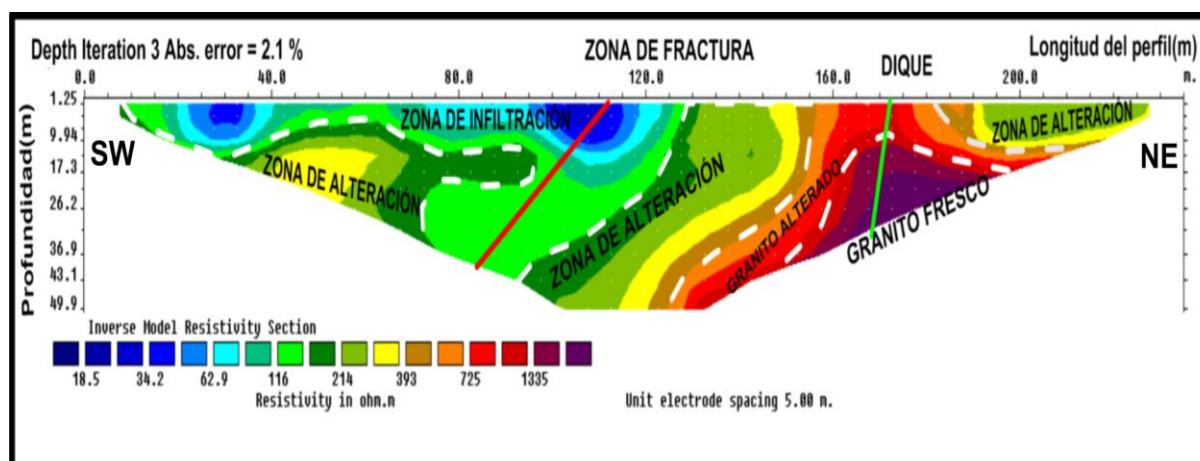 Depth Iteration 3 Abs. error = 2.1 %
ZONA DE FRACTURA
Longitud del perfil(m)
0.0 40.0 80.0 120.0 160.0 200.0 m.
DIQUE
Profundidad(m)
1.25
9.94
17.3
26.2
36.9
43.1
49.9
SW
NE
ZONA DE INFILTRACIÓN
ZONA DE ALTERACIÓN
ZONA DE ALTERACIÓN
ZONA DE ALTERACIÓN
GRANITO ALTERADO
GRANITO FRESCO
Inverse Model Resistivity Section
18.5 34.2 62.9 116 214 393 725 1335
Resistivity in ohm.m
Unit electrode spacing 5.00 m.